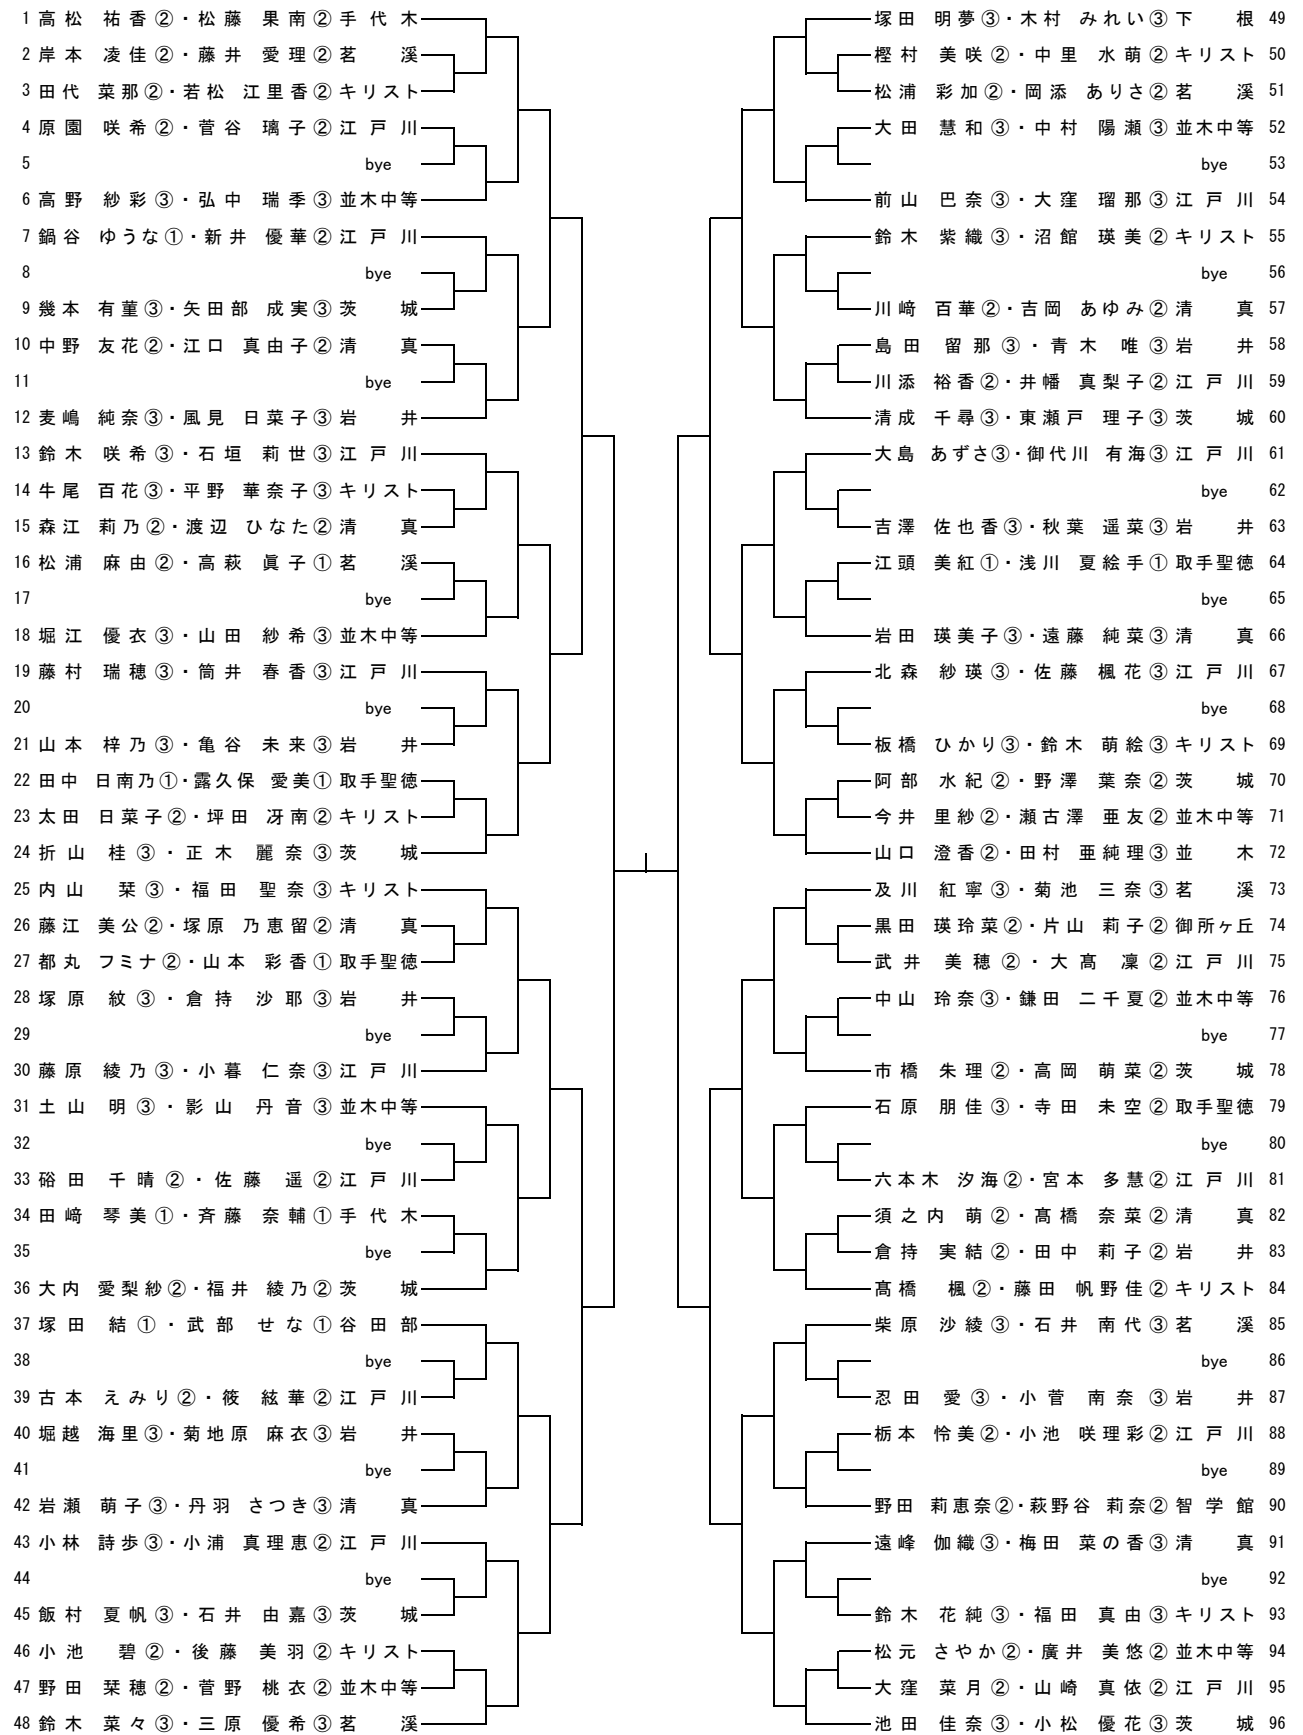 1 高松 祐香②・松藤 果南② 手代木
2 岸本 凌佳②・藤井 愛理② 茗溪
3 田代 菜那②・若松 江里香② キリスト
4 原園 咲希②・菅谷 璃子② 江戸川
5 bye
6 高野 紗彩③・弘中 瑞季③ 並木中等
7 鍋谷 ゆうな①・新井 優華② 江戸川
8 bye
9 幾本 有菫③・矢田部 成実③ 茨城
10 中野 友花②・江口 真由子② 清真
11 bye
12 麦嶋 純奈③・風見 日菜子③ 岩井
13 鈴木 咲希③・石垣 莉世③ 江戸川
14 牛尾 百花③・平野 華奈子③ キリスト
15 森江 莉乃②・渡辺 ひなた② 清真
16 松浦 麻由②・高萩 眞子① 茗溪
17 bye
18 堀江 優衣③・山田 紗希③ 並木中等
19 藤村 瑞穂③・筒井 春香③ 江戸川
20 bye
21 山本 梓乃③・亀谷 未来③ 岩井
22 田中 日南乃①・露久保 愛美① 取手聖徳
23 太田 日菜子②・坪田 冴南② キリスト
24 折山 桂③・正木 麗奈③ 茨城
25 内山 栞③・福田 聖奈③ キリスト
26 藤江 美公②・塚原 乃恵留② 清真
27 都丸 フミナ②・山本 彩香① 取手聖徳
28 塚原 紋③・倉持 沙耶③ 岩井
29 bye
30 藤原 綾乃③・小暮 仁奈③ 江戸川
31 土山 明③・影山 丹音③ 並木中等
32 bye
33 硲田 千晴②・佐藤 遥② 江戸川
34 田﨑 琴美①・斉藤 奈輔① 手代木
35 bye
36 大内 愛梨紗②・福井 綾乃② 茨城
37 塚田 結①・武部 せな① 谷田部
38 bye
39 古本 えみり②・筱 絃華② 江戸川
40 堀越 海里③・菊地原 麻衣③ 岩井
41 bye
42 岩瀬 萌子③・丹羽 さつき③ 清真
43 小林 詩歩③・小浦 真理恵② 江戸川
44 bye
45 飯村 夏帆③・石井 由嘉③ 茨城
46 小池 碧②・後藤 美羽② キリスト
47 野田 栞穂②・菅野 桃衣② 並木中等
48 鈴木 菜々③・三原 優希③ 茗溪
塚田 明夢③・木村 みれい③ 下根 49
樫村 美咲②・中里 水萌② キリスト 50
松浦 彩加②・岡添 ありさ② 茗溪 51
大田 慧和③・中村 陽瀬③ 並木中等 52
bye 53
前山 巴奈③・大窪 瑠那③ 江戸川 54
鈴木 紫織③・沼館 瑛美② キリスト 55
bye 56
川﨑 百華②・吉岡 あゆみ② 清真 57
島田 留那③・青木 唯③ 岩井 58
川添 裕香②・井幡 真梨子② 江戸川 59
清成 千尋③・東瀬戸 理子③ 茨城 60
大島 あずさ③・御代川 有海③ 江戸川 61
bye 62
吉澤 佐也香③・秋葉 遥菜③ 岩井 63
江頭 美紅①・浅川 夏絵手① 取手聖徳 64
bye 65
岩田 瑛美子③・遠藤 純菜③ 清真 66
北森 紗瑛③・佐藤 楓花③ 江戸川 67
bye 68
板橋 ひかり③・鈴木 萌絵③ キリスト 69
阿部 水紀②・野澤 葉奈② 茨城 70
今井 里紗②・瀬古澤 亜友② 並木中等 71
山口 澄香②・田村 亜純理③ 並木 72
及川 紅寧③・菊池 三奈③ 茗溪 73
黒田 瑛玲菜②・片山 莉子② 御所ヶ丘 74
武井 美穂②・大髙 凜② 江戸川 75
中山 玲奈③・鎌田 二千夏② 並木中等 76
bye 77
市橋 朱理②・高岡 萌菜② 茨城 78
石原 朋佳③・寺田 未空② 取手聖徳 79
bye 80
六本木 汐海②・宮本 多慧② 江戸川 81
須之内 萌②・髙橋 奈菜② 清真 82
倉持 実結②・田中 莉子② 岩井 83
髙橋 楓②・藤田 帆野佳② キリスト 84
柴原 沙綾③・石井 南代③ 茗溪 85
bye 86
忍田 愛③・小菅 南奈③ 岩井 87
栃本 怜美②・小池 咲理彩② 江戸川 88
bye 89
野田 莉恵奈②・萩野谷 莉奈② 智学館 90
遠峰 伽織③・梅田 菜の香③ 清真 91
bye 92
鈴木 花純③・福田 真由③ キリスト 93
松元 さやか②・廣井 美悠② 並木中等 94
大窪 菜月②・山崎 真依② 江戸川 95
池田 佳奈③・小松 優花③ 茨城 96